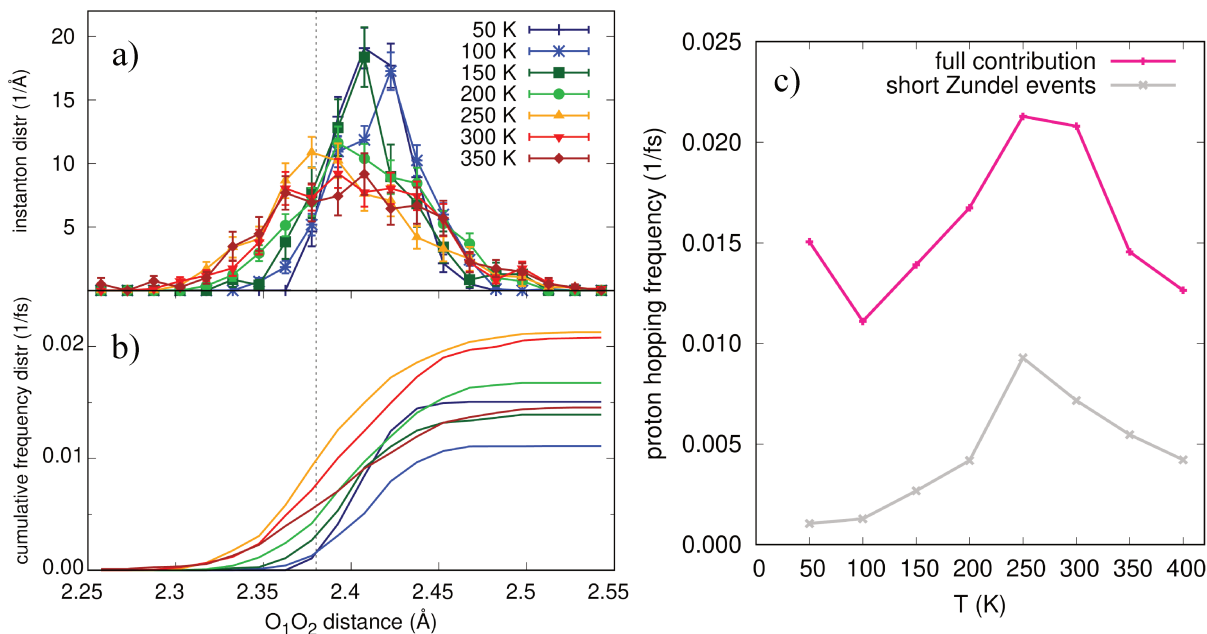 a)
20
15
10
5
instanton distr (1/Å)
50 K
100 K
150 K
200 K
250 K
300 K
350 K
b)
0.02
0.01
0.00
cumulative frequency distr (1/fs)
2.25
2.3
2.35
2.4
2.45
2.5
2.55
O₁O₂ distance (Å)
c)
full contribution
short Zundel events
0.025
0.020
0.015
0.010
0.005
0.000
proton hopping frequency (1/fs)
0
50
100
150
200
250
300
350
400
T (K)